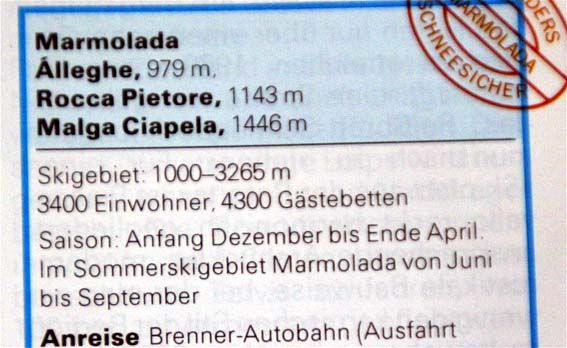 Marmolada
Álleghe, 979 m.
Rocca Pietore, 1143 m
Malga Ciapela, 1446 m
Skigebiet: 1000–3265 m
3400 Einwohner, 4300 Gästebetten
Saison: Anfang Dezember bis Ende April.
Im Sommerskigebiet Marmolada von Juni
bis September
Anreise Brenner-Autobahn (Ausfahrt
MARMOLADA
SCHNEESICHER